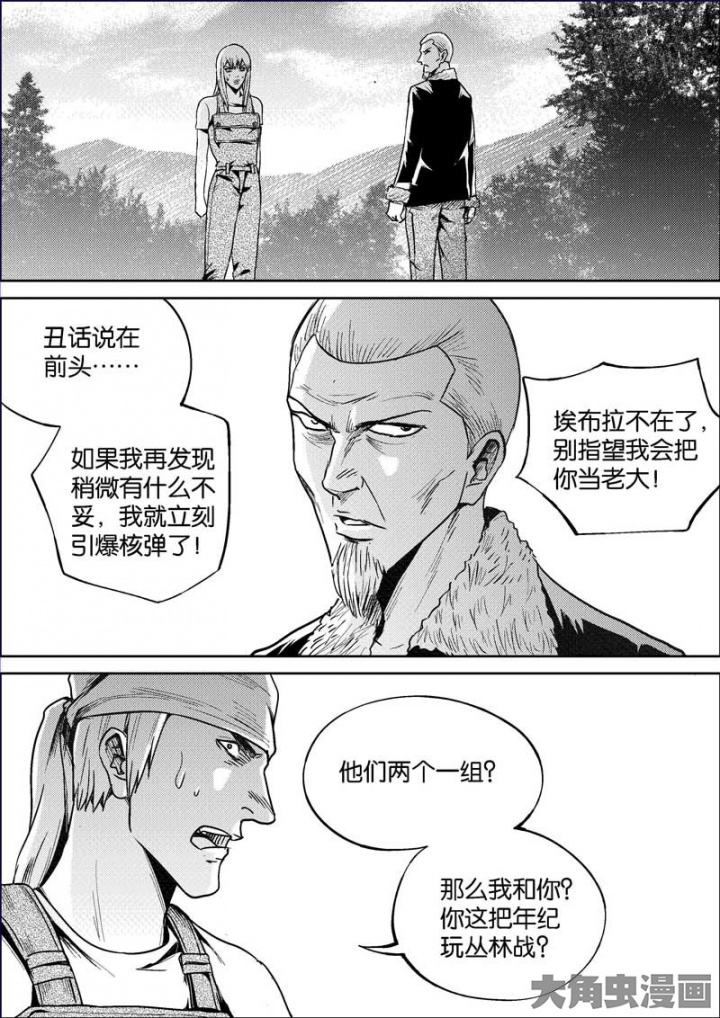 丑话说在
前头……
如果我再发现
稍微有什么不
妥，我就立刻
引爆核弹了！
埃布拉不在了，
别指望我会把
你当老大！
他们两个一组？
那么我和你？
你这把年纪
玩丛林战？
大角虫漫画